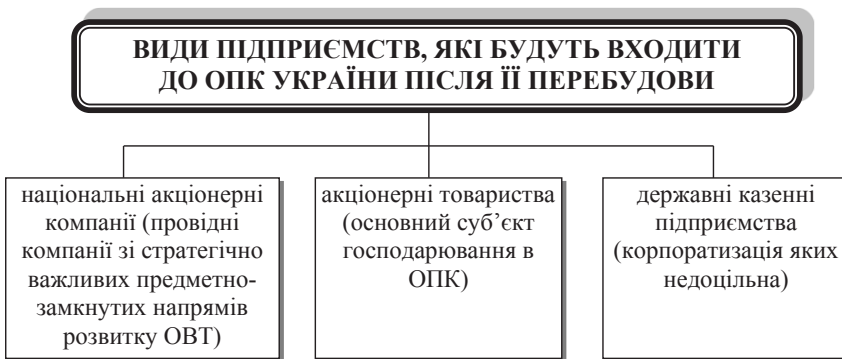 ВИДИ ПІДПРИЄМСТВ, ЯКІ БУДУТЬ ВХОДИТИ
ДО ОПК УКРАЇНИ ПІСЛЯ ЇЇ ПЕРЕБУДОВИ
національні акціонерні
компанії (провідні
компанії зі стратегічно
важливих предметно-
замкнутих напрямів
розвитку ОВТ)
акціонерні товариства
(основний суб’єкт
господарювання в
ОПК)
державні казенні
підприємства
(корпоратизація яких
недоцільна)